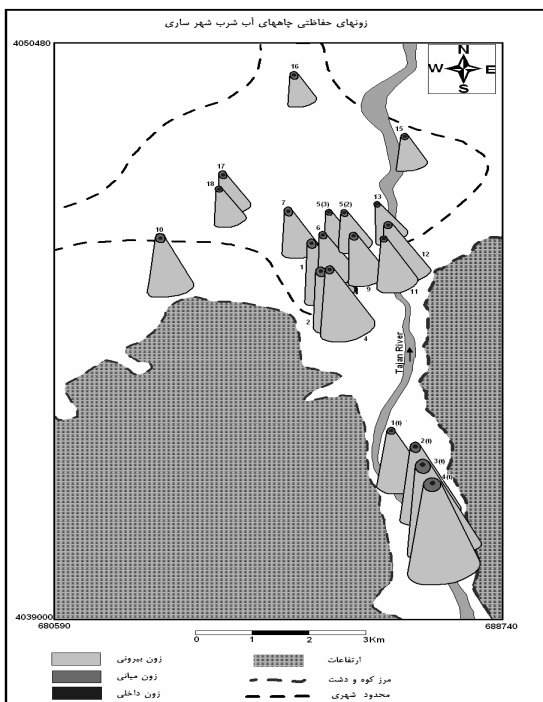 زونهای حفاظتی چاههای آب شرب شهر ساری
4050480
N
W E
S
16
15
17
18
7
5(3)
5(2)
13
10
6
1
12
9
11
2
4
Tajan River
1(t)
2(t)
3(t)
4(t)
4039000
680590
688740
0 1 2 3Km
زون بیرونی
ارتفاعات
زون میانی
مرز کوه و دشت
زون داخلی
محدود شهری